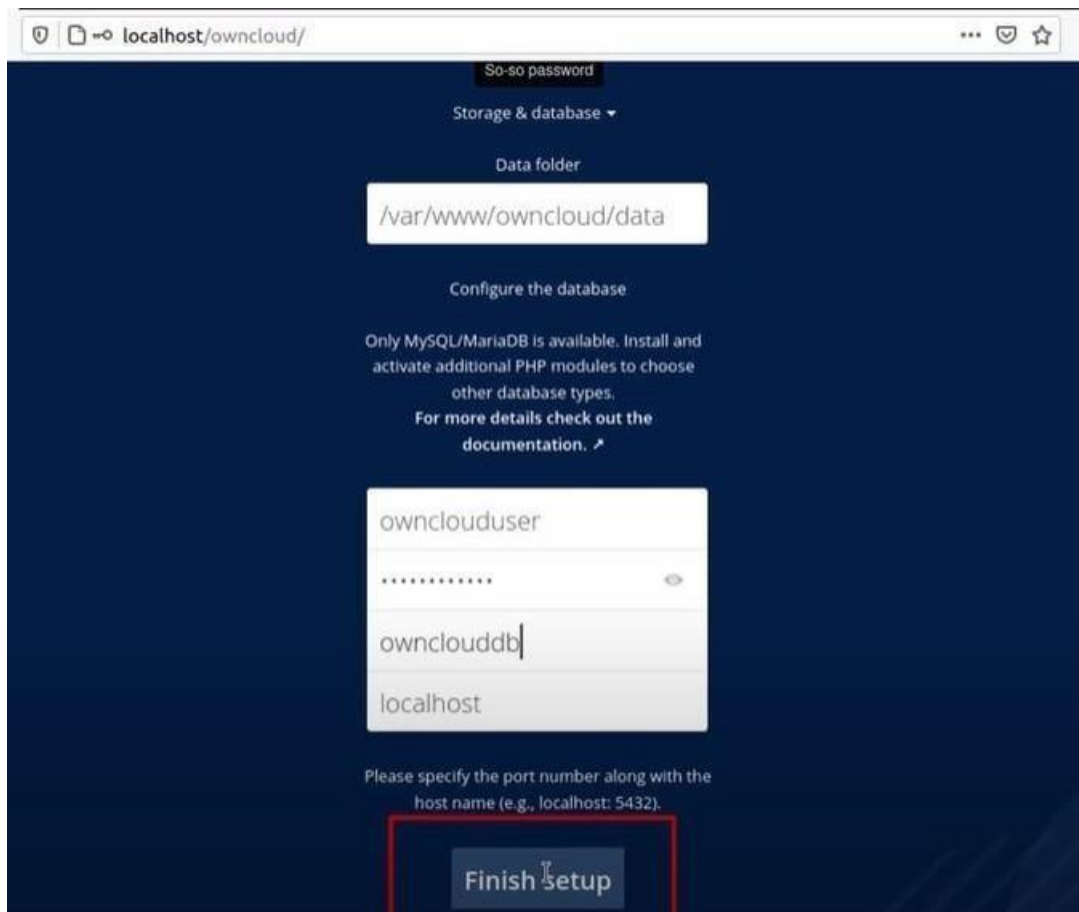 localhost/owncloud/
So-so password
Storage & database
Data folder
/var/www/owncloud/data
Configure the database
Only MySQL/MariaDB is available. Install and
activate additional PHP modules to choose
other database types.
For more details check out the
documentation. ↗
ownclouduser
••••••••••••
ownclouddb
localhost
Please specify the port number along with the
host name (e.g., localhost: 5432).
Finish setup